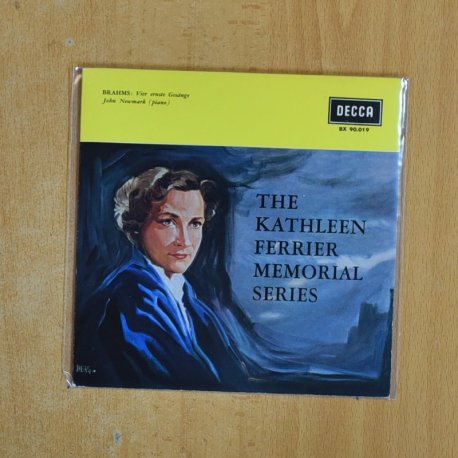 BRAHMS: Vier ernste Gesänge
John Newmark (piano)
DECCA
BX 90.019
THE
KATHLEEN
FERRIER
MEMORIAL
SERIES